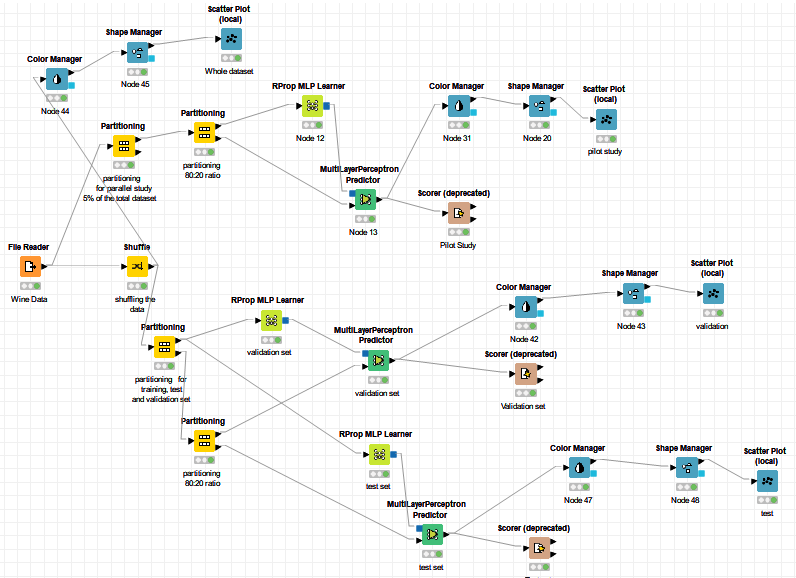 Scatter Plot
(local)
Whole dataset
Shape Manager
Node 45
Color Manager
Node 44
Partitioning
partitioning
for parallel study
5% of the total dataset
Partitioning
partitioning
80:20 ratio
RProp MLP Learner
Node 12
MultiLayerPerceptron
Predictor
Node 13
Color Manager
Node 31
Shape Manager
Node 20
Scatter Plot
(local)
pilot study
Scorer (deprecated)
Pilot Study
File Reader
Wine Data
Shuffle
shuffling the
data
Partitioning
partitioning for
training, test
and validation set
RProp MLP Learner
validation set
MultiLayerPerceptron
Predictor
validation set
Color Manager
Node 42
Shape Manager
Node 43
Scatter Plot
(local)
validation
Scorer (deprecated)
Validation set
Partitioning
partitioning
80:20 ratio
RProp MLP Learner
test set
MultiLayerPerceptron
Predictor
test set
Color Manager
Node 47
Shape Manager
Node 48
Scatter Plot
(local)
test
Scorer (deprecated)